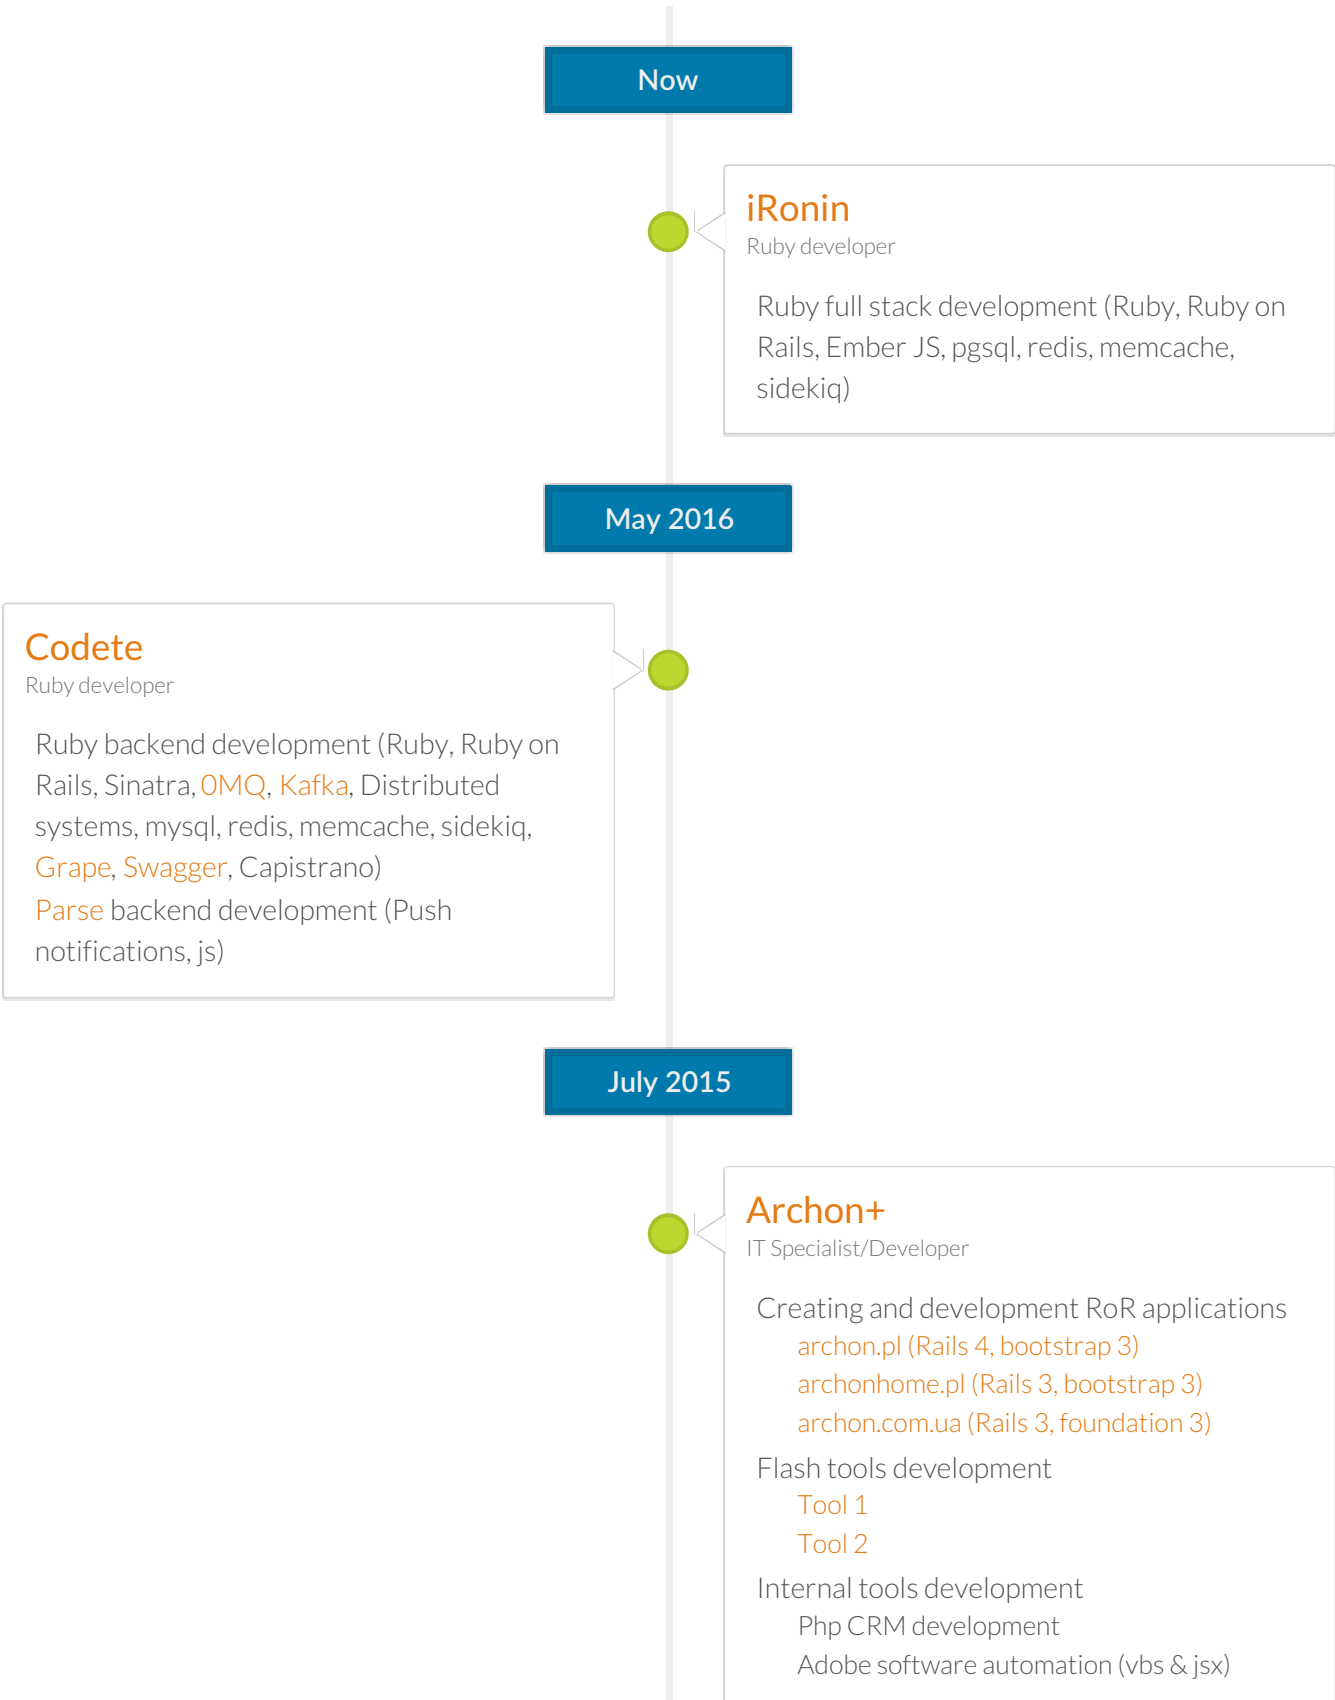 Now
iRonin
Ruby developer
Ruby full stack development (Ruby, Ruby on
Rails, Ember JS, pgsql, redis, memcache,
sidekiq)
May 2016
Codete
Ruby developer
Ruby backend development (Ruby, Ruby on
Rails, Sinatra, 0MQ, Kafka, Distributed
systems, mysql, redis, memcache, sidekiq,
Grape, Swagger, Capistrano)
Parse backend development (Push
notifications, js)
July 2015
Archon+
IT Specialist/Developer
Creating and development RoR applications
archon.pl (Rails 4, bootstrap 3)
archonhome.pl (Rails 3, bootstrap 3)
archon.com.ua (Rails 3, foundation 3)
Flash tools development
Tool 1
Tool 2
Internal tools development
Php CRM development
Adobe software automation (vbs & jsx)